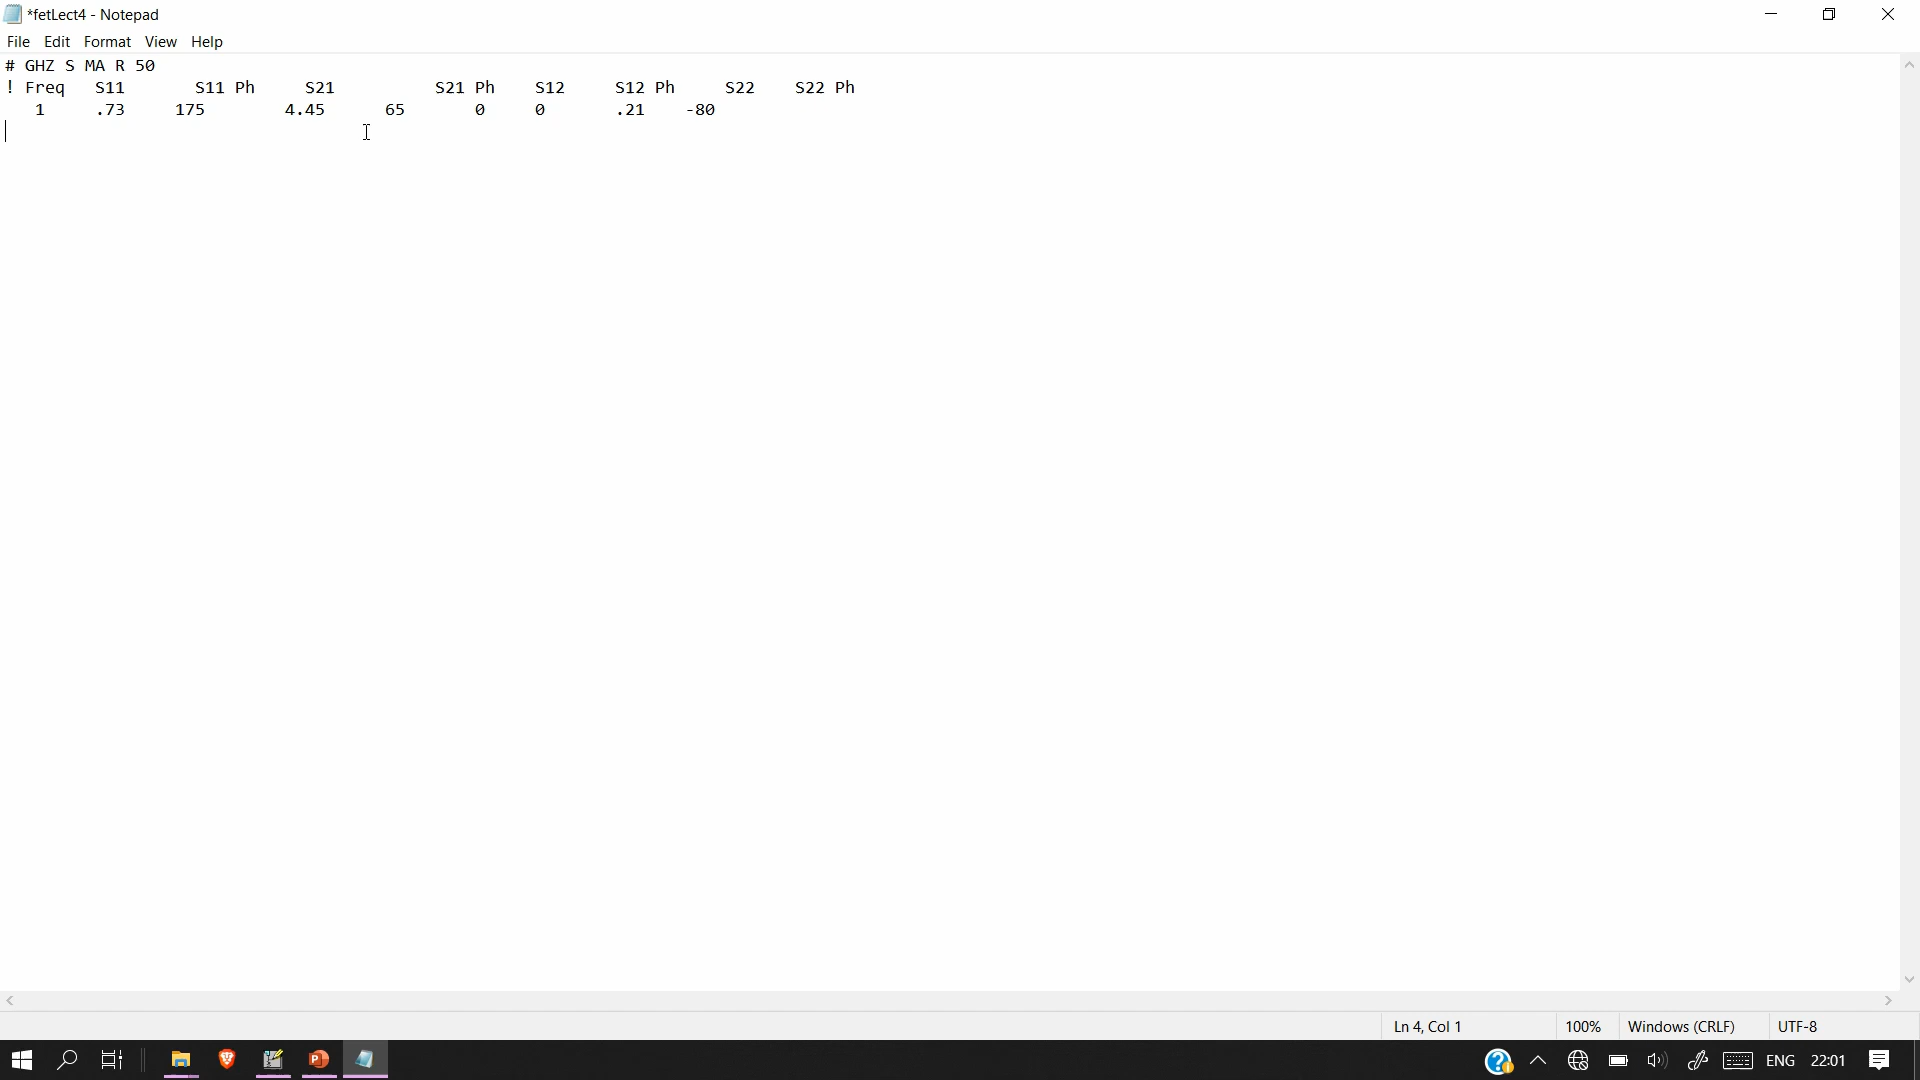 *fetLect4 - Notepad
File Edit Format View Help
# GHZ S MA R 50
! Freq S11 S11 Ph S21 S21 Ph S12 S12 Ph S22 S22 Ph
1 .73 175 4.45 65 0 0 .21 -80
Ln 4, Col 1 100% Windows (CRLF) UTF-8
ENG 22:01